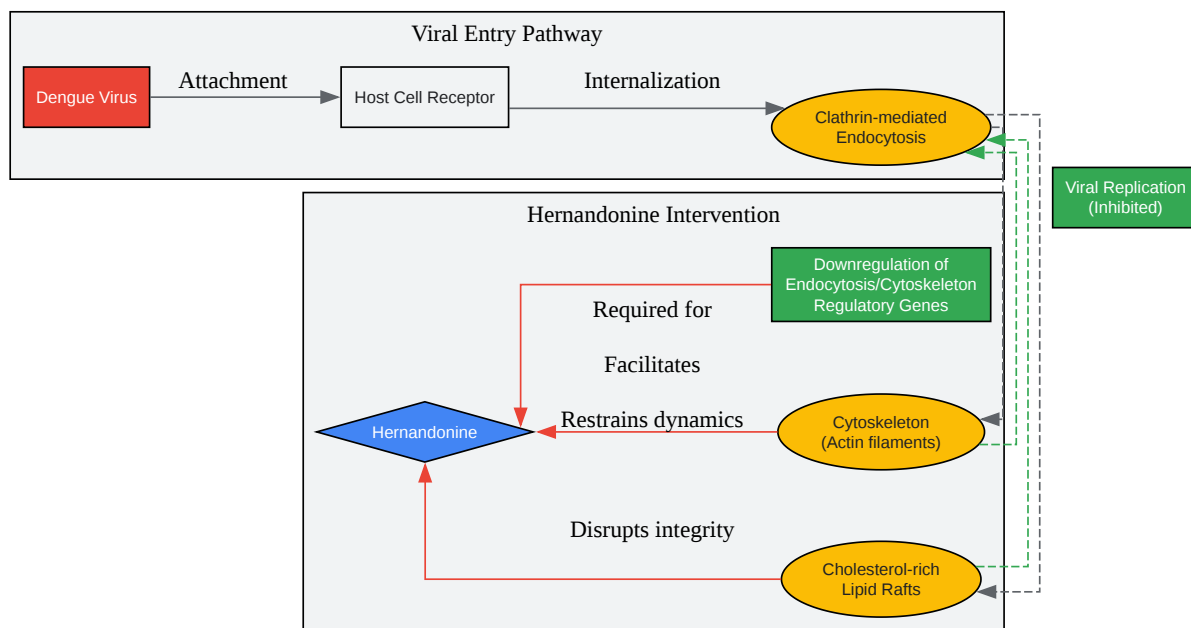 Viral Entry Pathway
Dengue Virus
Attachment
Host Cell Receptor
Internalization
Clathrin-mediated
Endocytosis
Viral Replication
(Inhibited)
Hernandonine Intervention
Downregulation of
Endocytosis/Cytoskeleton
Regulatory Genes
Required for
Facilitates
Restrains dynamics
Hernandonine
Cytoskeleton
(Actin filaments)
Disrupts integrity
Cholesterol-rich
Lipid Rafts